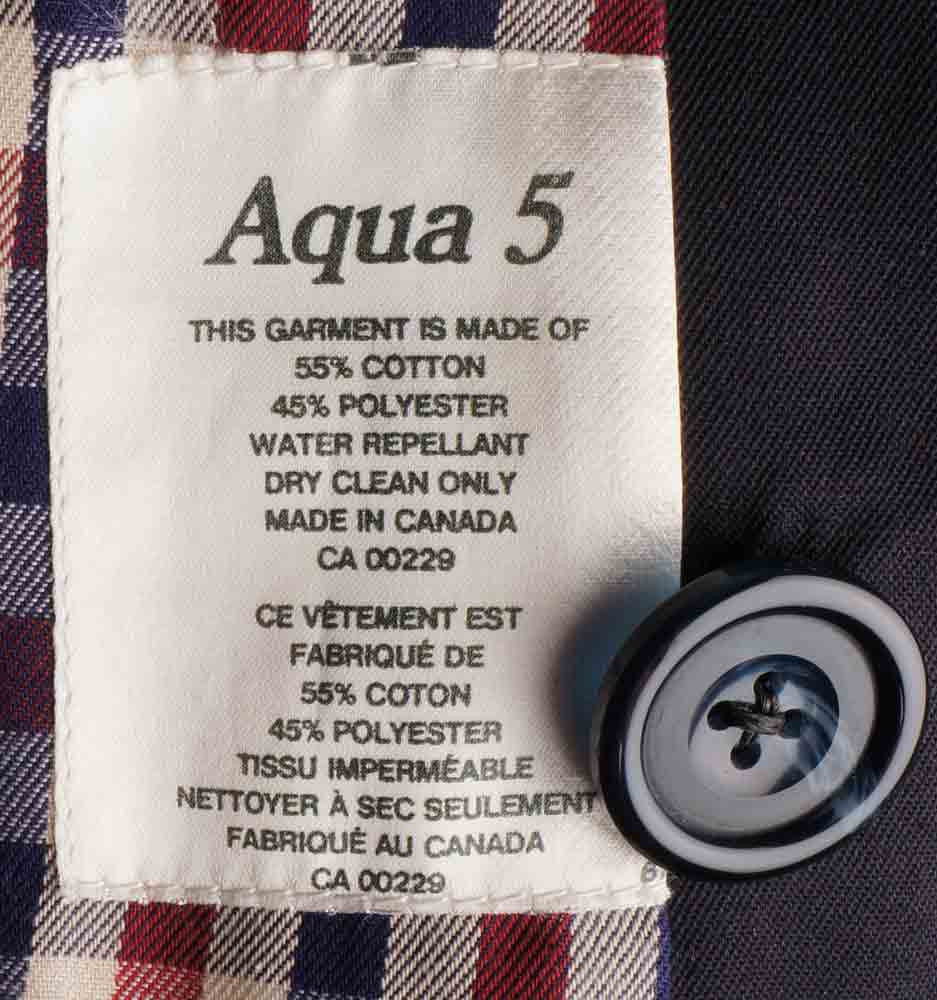 Aqua 5
THIS GARMENT IS MADE OF
55% COTTON
45% POLYESTER
WATER REPELLANT
DRY CLEAN ONLY
MADE IN CANADA
CA 00229
CE VÊTEMENT EST
FABRIQUÉ DE
55% COTON
45% POLYESTER
TISSU IMPERMÉABLE
NETTOYER À SEC SEULEMENT
FABRIQUÉ AU CANADA
CA 00229